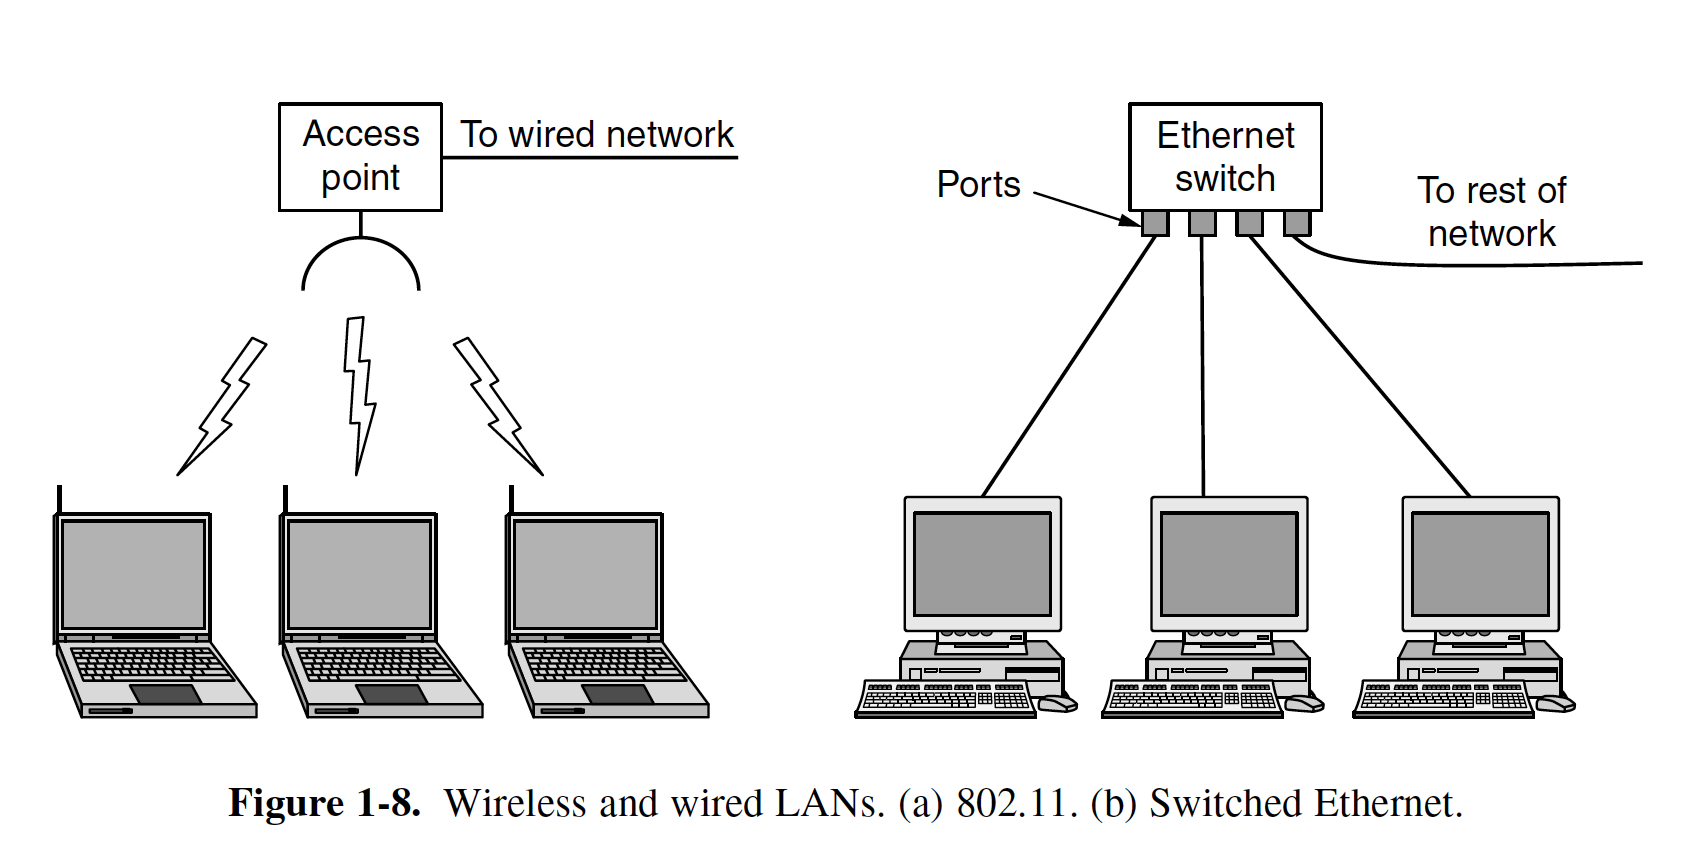 Access
point
To wired network
Ethernet
switch
Ports
To rest of
network
Figure 1-8. Wireless and wired LANs. (a) 802.11. (b) Switched Ethernet.